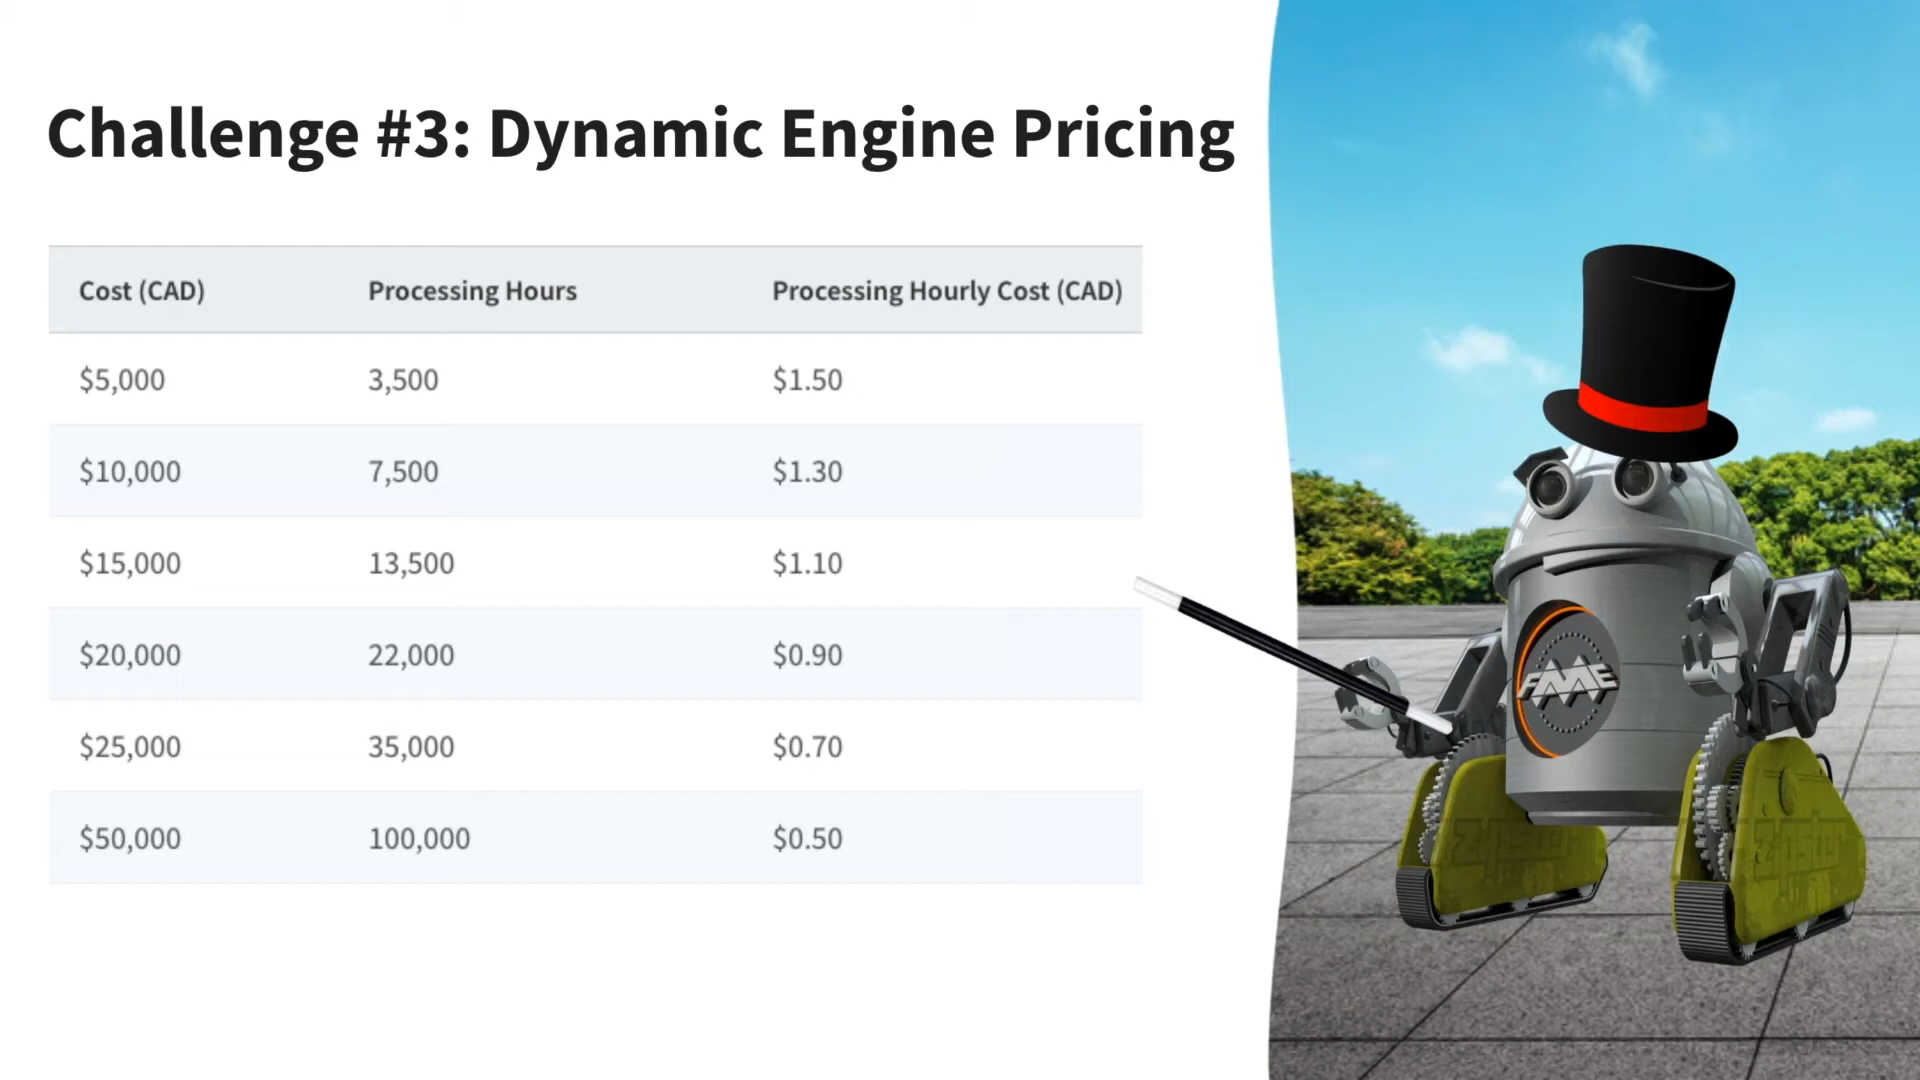 Challenge #3: Dynamic Engine Pricing
Cost (CAD) Processing Hours Processing Hourly Cost (CAD)
$5,000 3,500 $1.50
$10,000 7,500 $1.30
$15,000 13,500 $1.10
$20,000 22,000 $0.90
$25,000 35,000 $0.70
$50,000 100,000 $0.50
FME